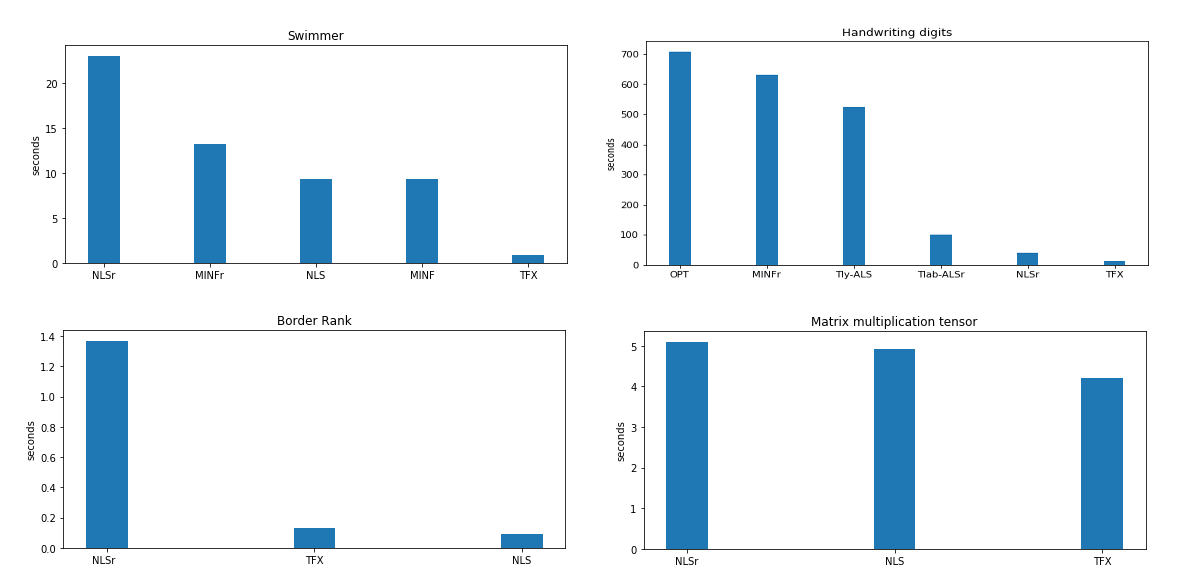 Swimmer
seconds
20
15
10
5
0
NLSr MINFr NLS MINF TFX
Handwriting digits
seconds
700
600
500
400
300
200
100
0
OPT MINFr Tly-ALS Tlab-ALSr NLSr TFX
Border Rank
seconds
1.4
1.2
1.0
0.8
0.6
0.4
0.2
0.0
NLSr TFX NLS
Matrix multiplication tensor
seconds
5
4
3
2
1
0
NLSr NLS TFX